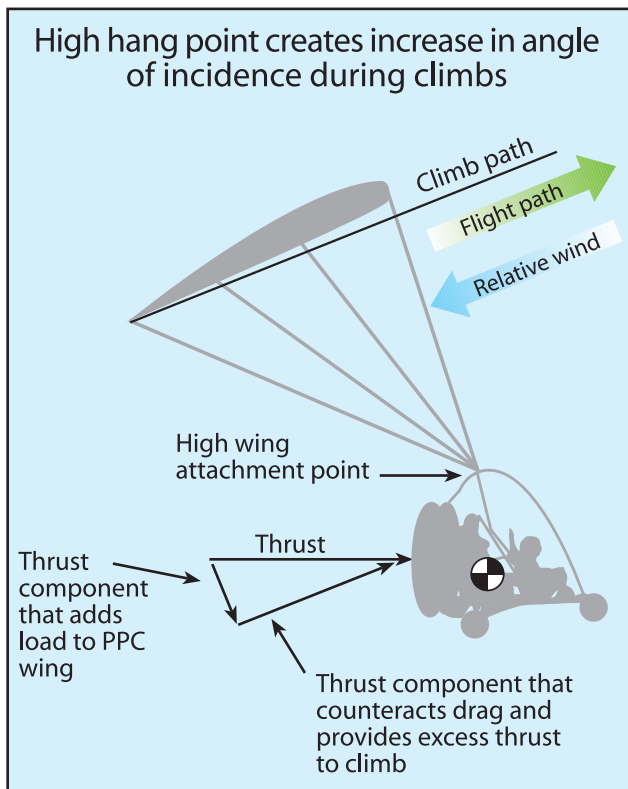 High hang point creates increase in angle
of incidence during climbs
Climb path
Flight path
Relative wind
High wing
attachment point
Thrust
Thrust
component
that adds
load to PPC
wing
Thrust component that
counteracts drag and
provides excess thrust
to climb